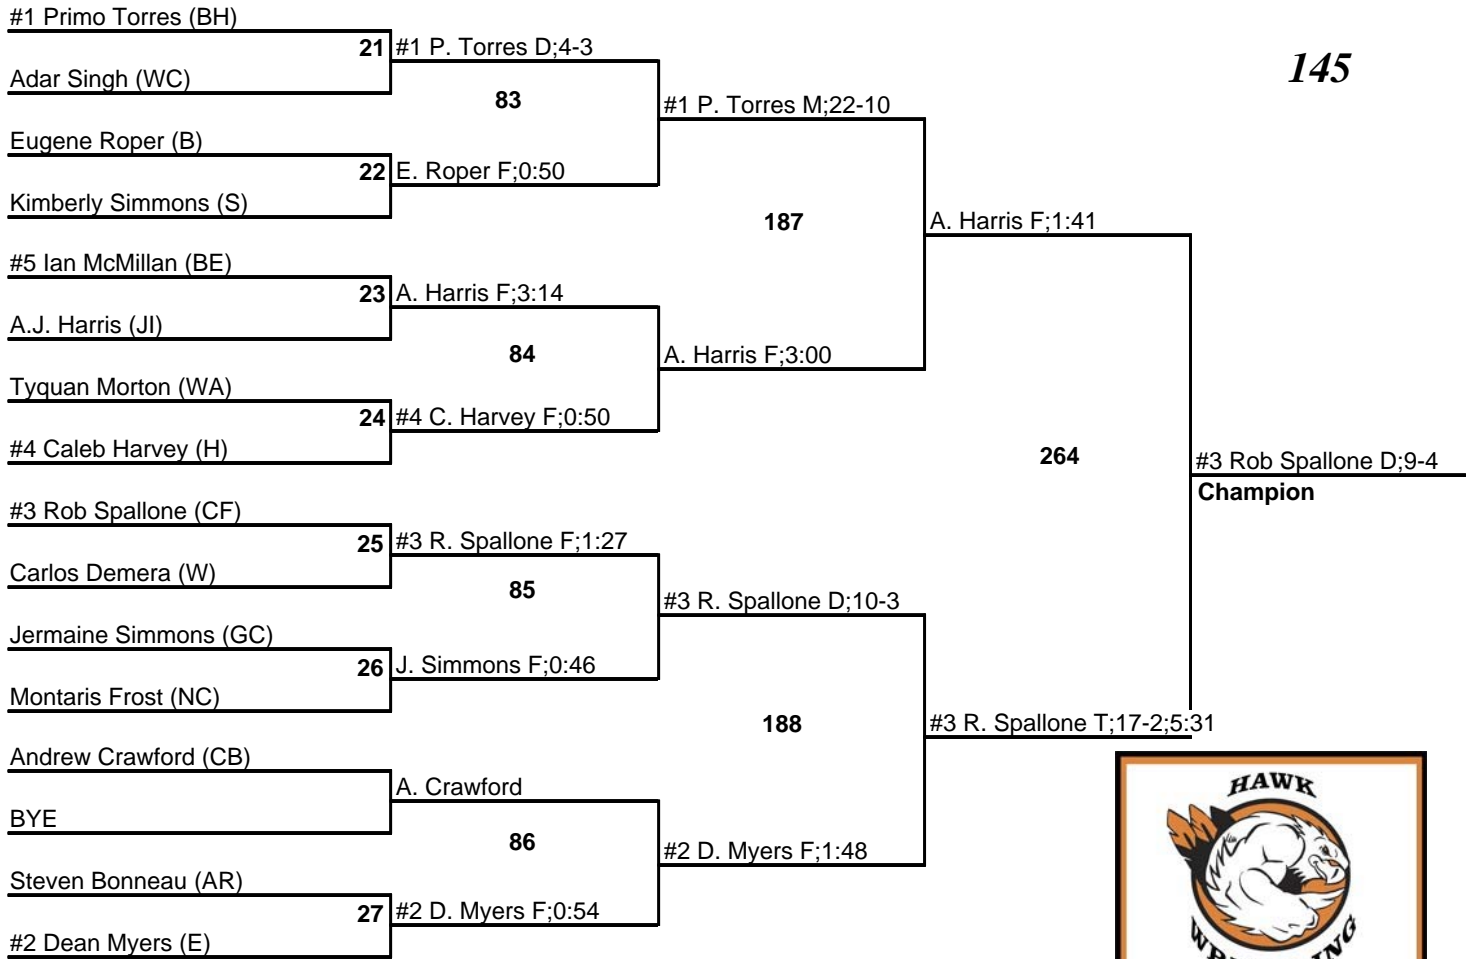 #1 Primo Torres (BH)
21 #1 P. Torres D;4-3
145
Adar Singh (WC)
83
#1 P. Torres M;22-10
Eugene Roper (B)
22 E. Roper F;0:50
Kimberly Simmons (S)
187
A. Harris F;1:41
#5 Ian McMillan (BE)
23 A. Harris F;3:14
A.J. Harris (JI)
84
A. Harris F;3:00
Tyquan Morton (WA)
24 #4 C. Harvey F;0:50
#4 Caleb Harvey (H)
264
#3 Rob Spallone D;9-4
Champion
#3 Rob Spallone (CF)
25 #3 R. Spallone F;1:27
Carlos Demera (W)
85
#3 R. Spallone D;10-3
Jermaine Simmons (GC)
26 J. Simmons F;0:46
Montaris Frost (NC)
188
#3 R. Spallone T;17-2;5:31
Andrew Crawford (CB)
A. Crawford
BYE
86
#2 D. Myers F;1:48
Steven Bonneau (AR)
27 #2 D. Myers F;0:54
#2 Dean Myers (E)
HAWK